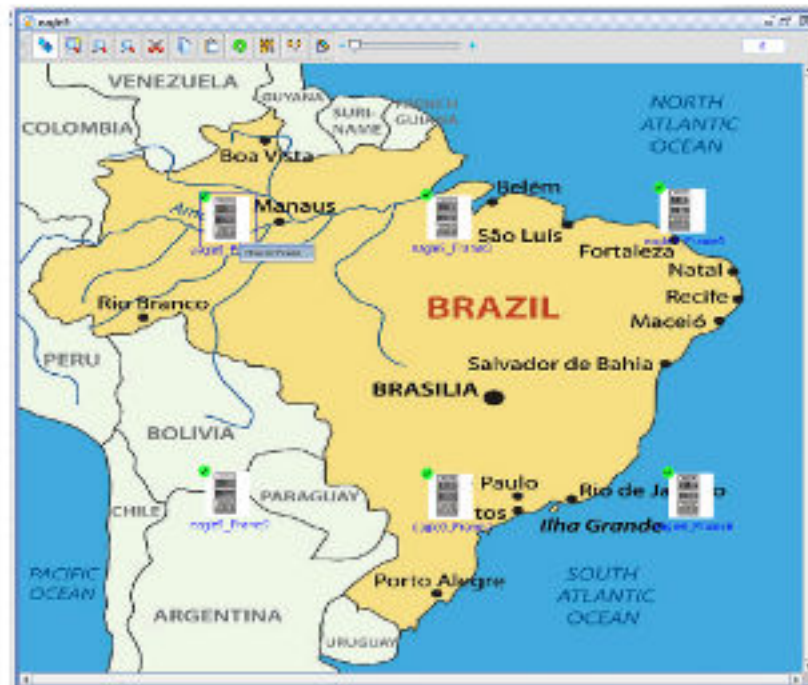 VENEZUELA
GUYANA
COLOMBIA
SURI-
NAME
FRENCH
GUIANA
NORTH
ATLANTIC
OCEAN
Boa Vista
Belém
Manaus
São Luís
Fortaleza
Natal
Rio Branco
BRAZIL
Recife
Maceió
PERU
Salvador de Bahia
BRASILIA
BOLIVIA
Paulo
Rio de Ja
o
CHILE
PARAGUAY
tos
Ilha Grande
PACIFIC
OCEAN
Porto Alegre
SOUTH
ATLANTIC
OCEAN
ARGENTINA
URUGUAY